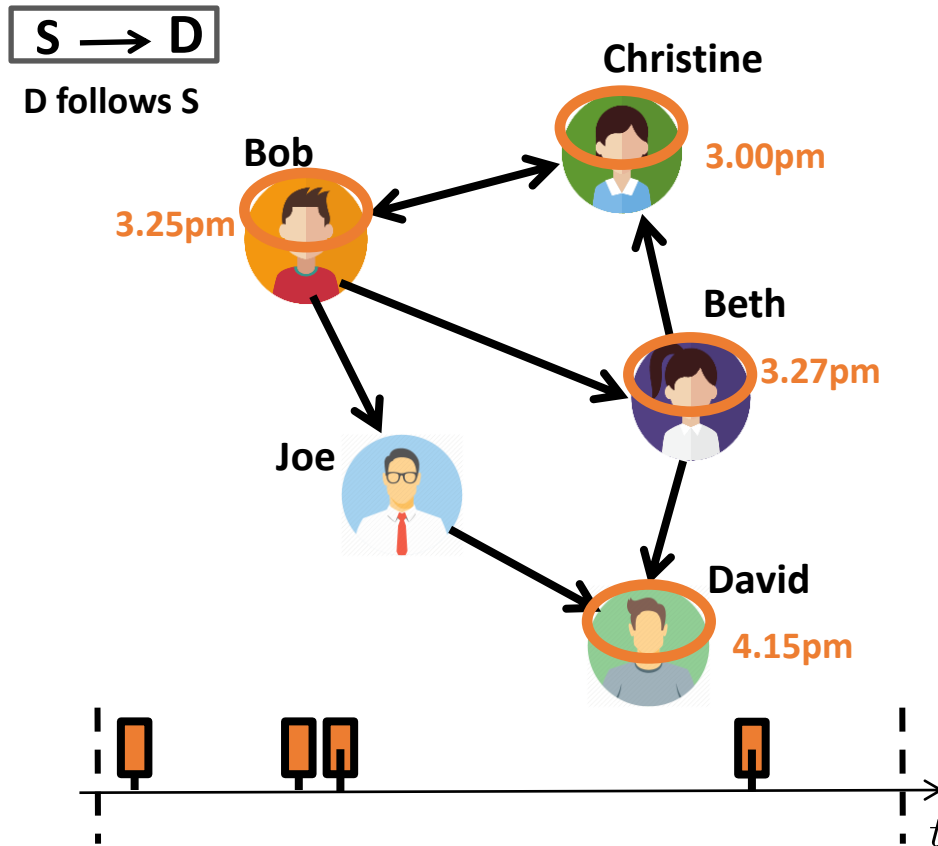 S → D
D follows S
Christine
3.00pm
Bob
3.25pm
Beth
3.27pm
Joe
David
4.15pm
t